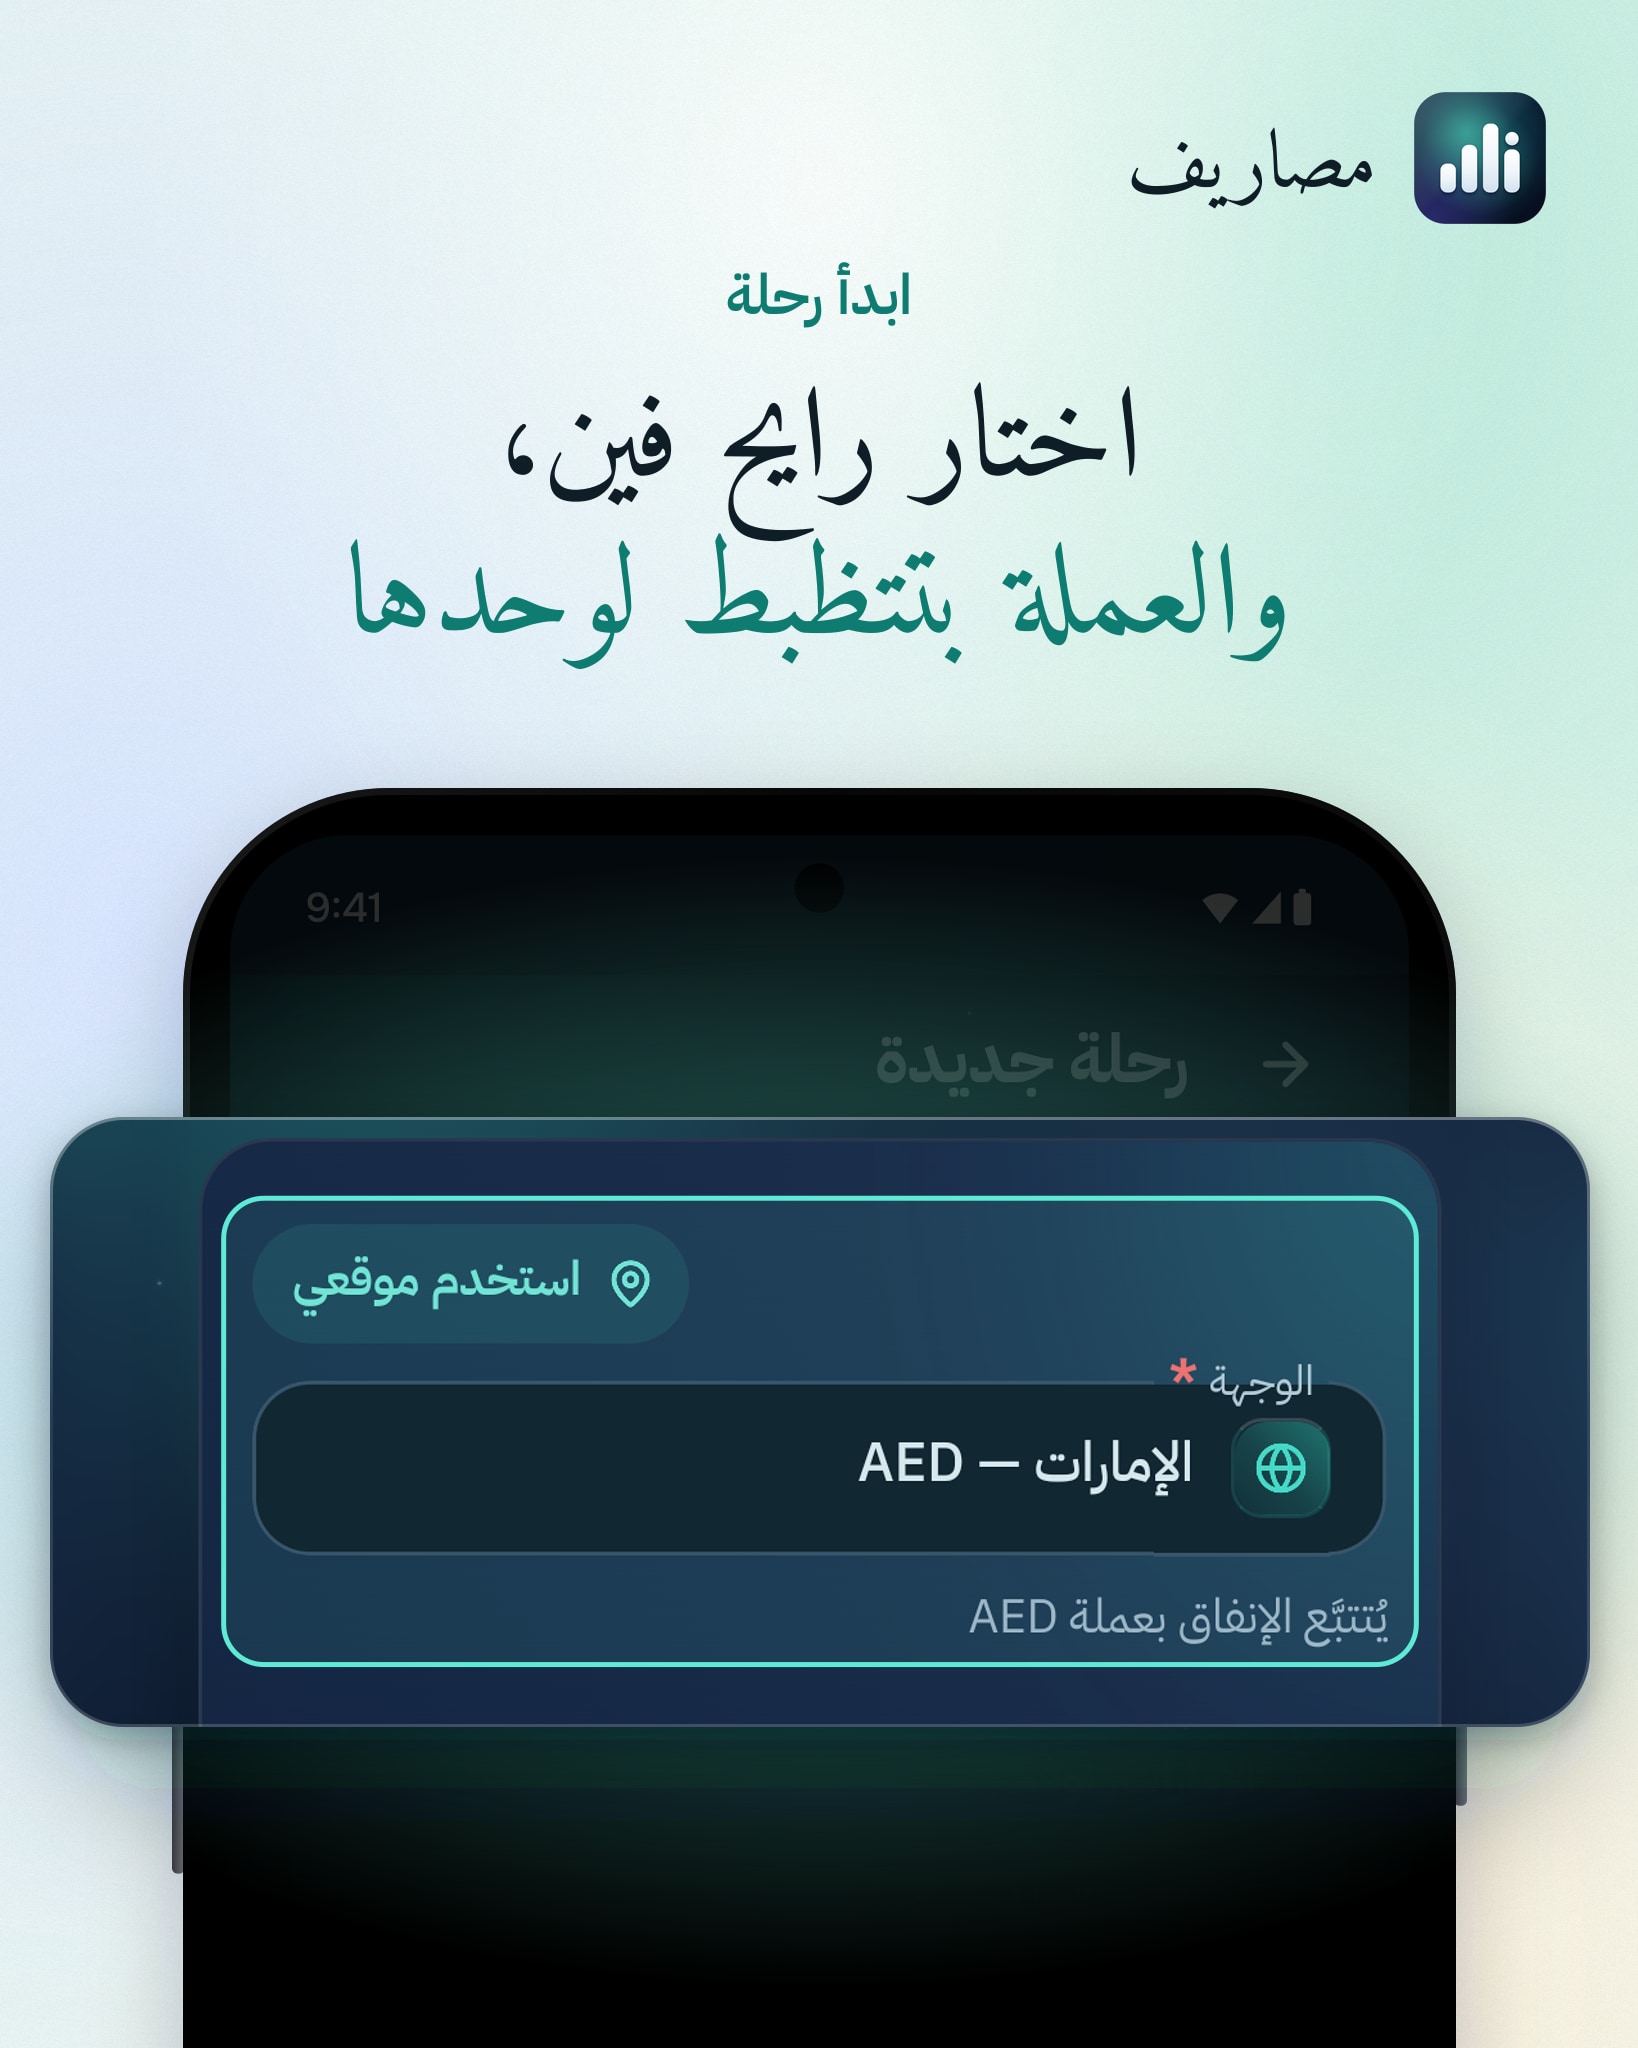 مصاريف
ابدأ رحلة
اختار رايح فين،
والعملة بتتظبط لوحدها
9:41
رحلة جديدة
استخدم موقعي
الوجهة *
الإمارات — AED
يُتتبَّع الإنفاق بعملة AED